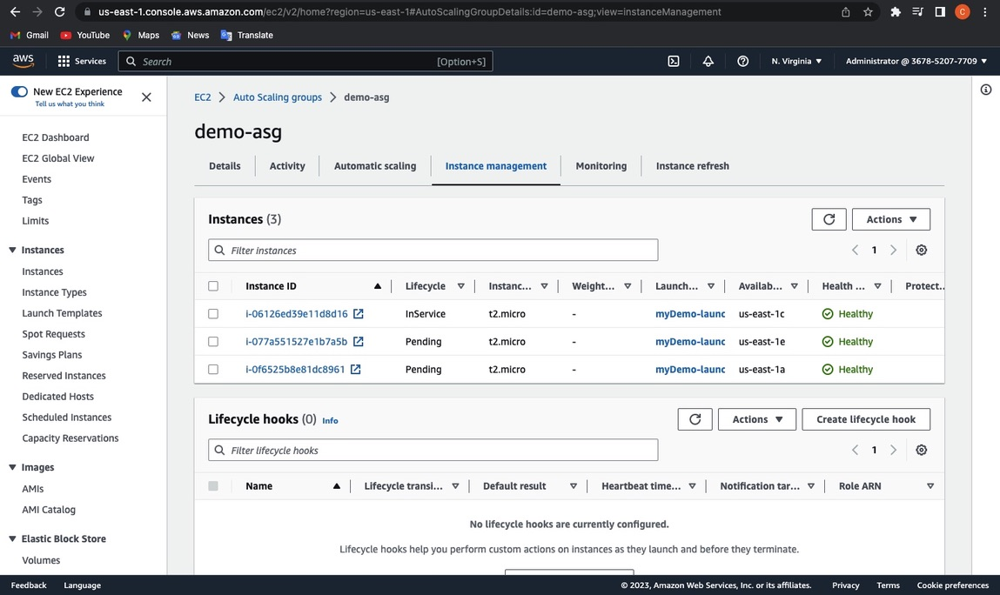 us-east-1.console.aws.amazon.com/ec2/v2/home?region=us-east-1#AutoScalingGroupDetails:id=demo-asg;view=instanceManagement
C
Gmail YouTube Maps News Translate
aws Services Search [Option+S] N. Virginia Administrator @ 3678-5207-7709
New EC2 Experience
Tell us what you think
EC2 Dashboard
EC2 Global View
Events
Tags
Limits
Instances
Instances
Instance Types
Launch Templates
Spot Requests
Savings Plans
Reserved Instances
Dedicated Hosts
Scheduled Instances
Capacity Reservations
Images
AMIs
AMI Catalog
Elastic Block Store
Volumes
EC2 Auto Scaling groups demo-asg
demo-asg
Details Activity Automatic scaling Instance management Monitoring Instance refresh
Instances (3) Actions
Filter instances 1
Instance ID Lifecycle Instanc... Weight... Launch... Availab... Health ... Protect...
i-06126ed39e11d8d16 InService t2.micro - myDemo-launc us-east-1c Healthy
i-077a551527e1b7a5b Pending t2.micro - myDemo-launc us-east-1e Healthy
i-0f6525b8e81dc8961 Pending t2.micro - myDemo-launc us-east-1a Healthy
Lifecycle hooks (0) Info Actions Create lifecycle hook
Filter lifecycle hooks 1
Name Lifecycle transi... Default result Heartbeat time... Notification tar... Role ARN
No lifecycle hooks are currently configured.
Lifecycle hooks help you perform custom actions on instances as they launch and before they terminate.
Feedback Language © 2023, Amazon Web Services, Inc. or its affiliates. Privacy Terms Cookie preferences